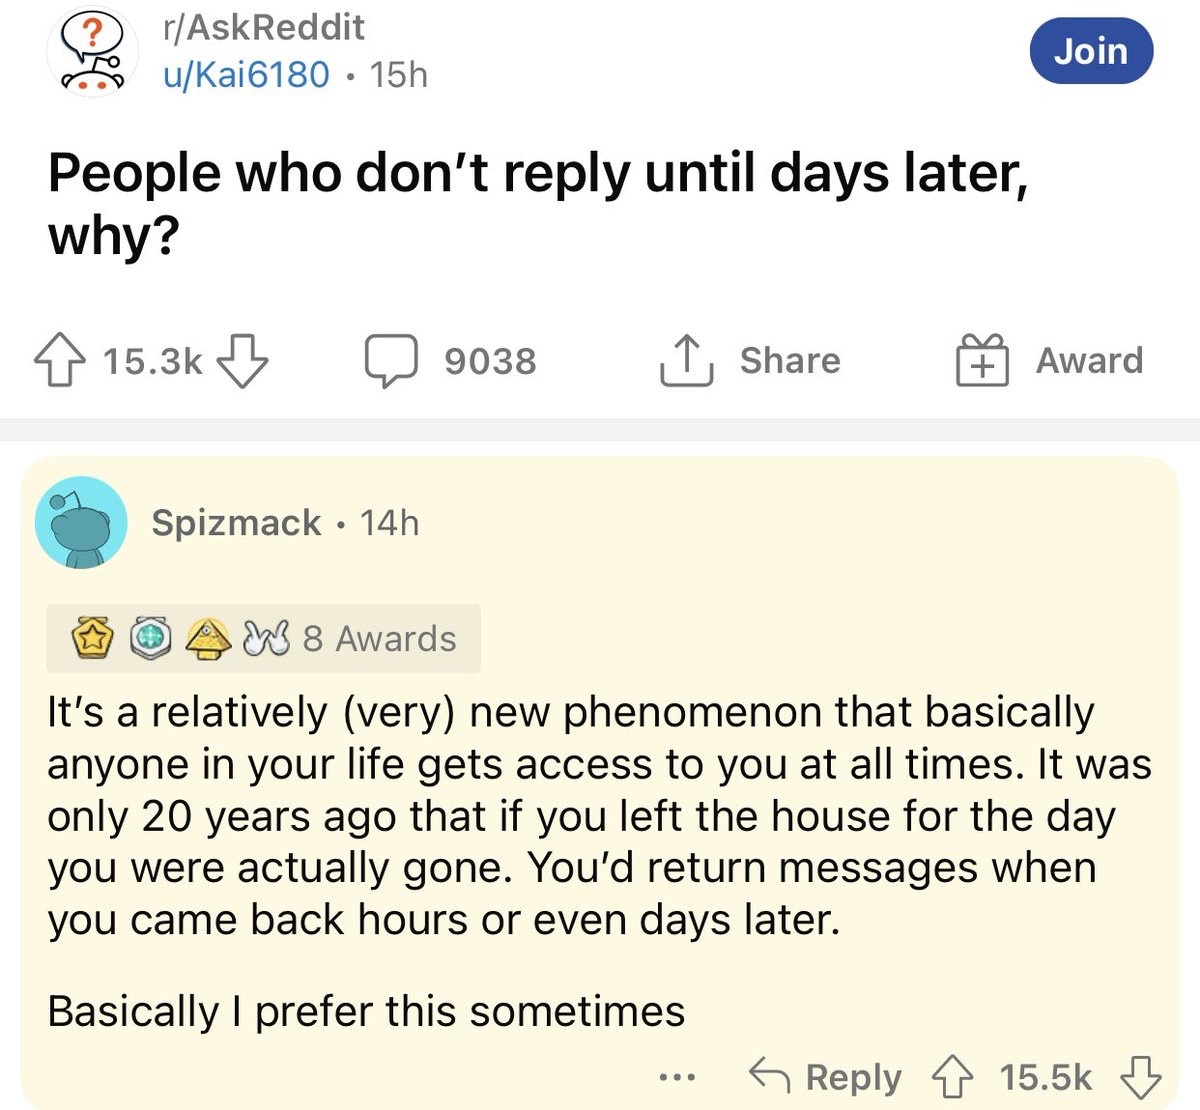 r/AskReddit
u/Kai6180 • 15h
Join
People who don’t reply until days later,
why?
15.3k
9038
Share
Award
Spizmack • 14h
8 Awards
It’s a relatively (very) new phenomenon that basically
anyone in your life gets access to you at all times. It was
only 20 years ago that if you left the house for the day
you were actually gone. You’d return messages when
you came back hours or even days later.
Basically I prefer this sometimes
... Reply 15.5k